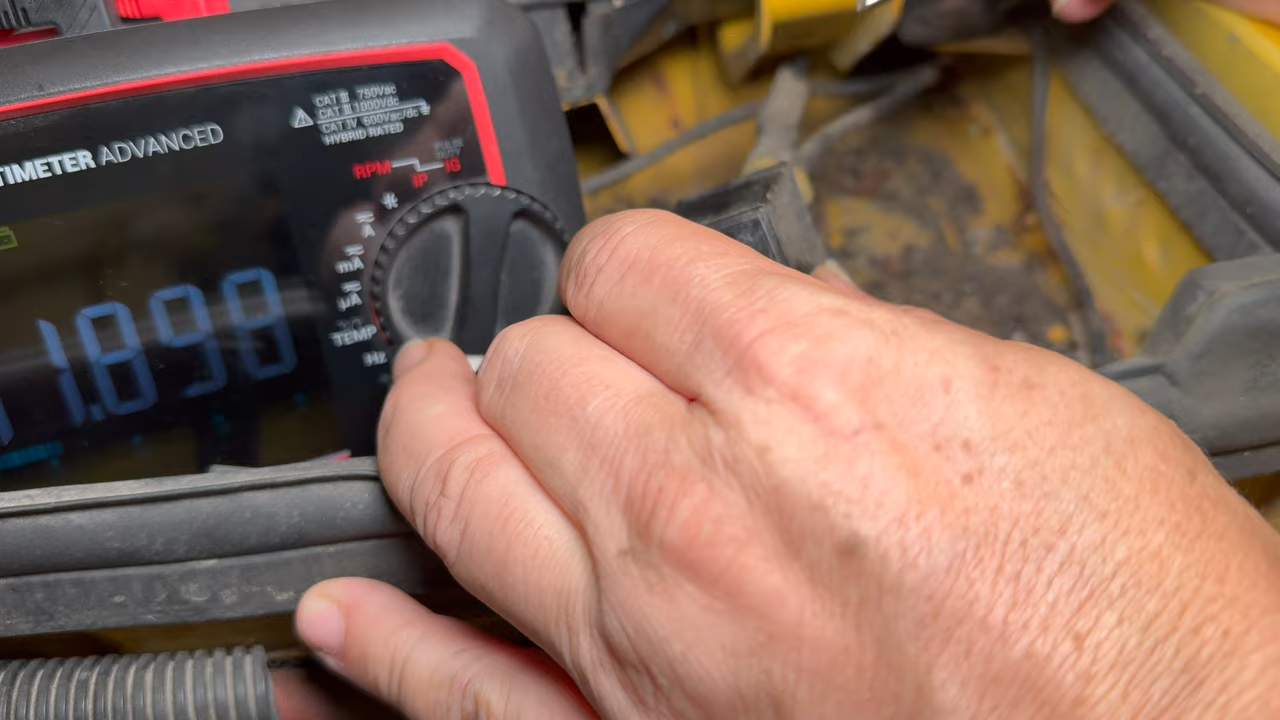 CAT II 750Vac
CAT III 1000Vdc
CAT IV 600Vac/dc
HYBRID RATED
TIMETER ADVANCED
RPM
IP
IG
A
mA
µA
TEMP
Hz
1.898